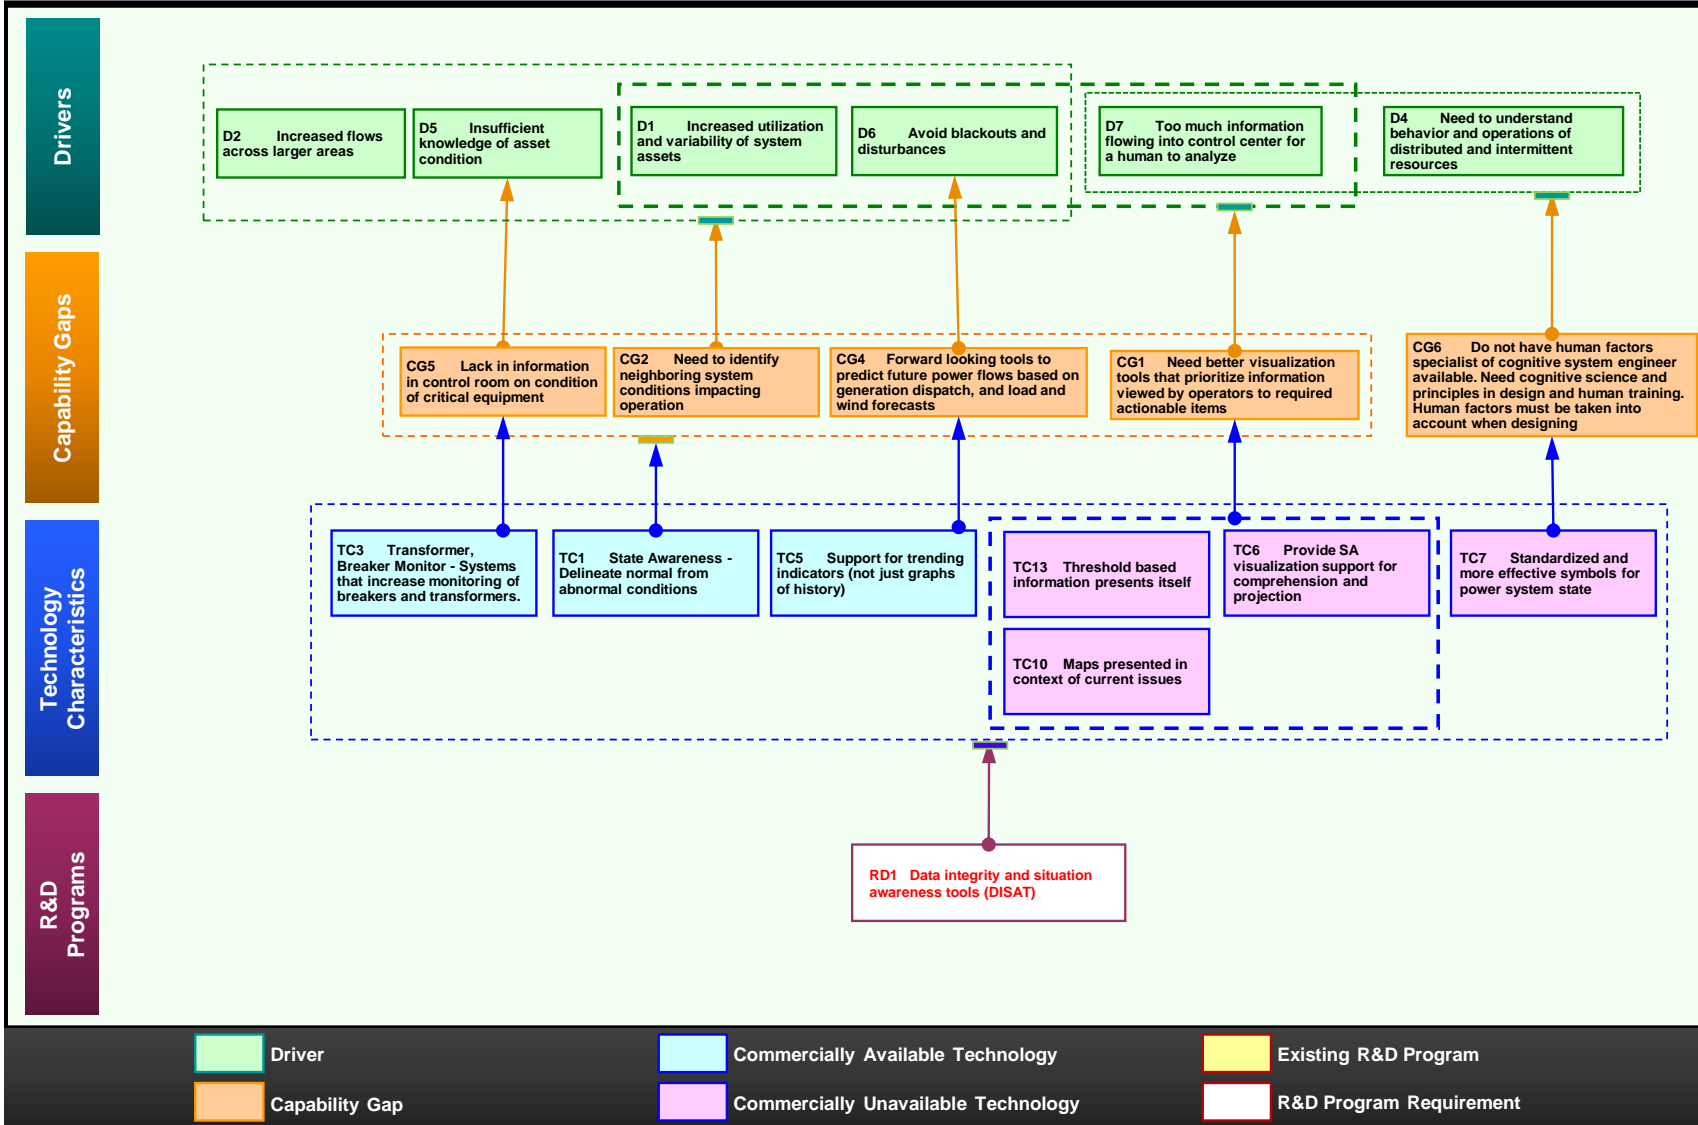 Drivers
D2 Increased flows
across larger areas
D5 Insufficient
knowledge of asset
condition
D1 Increased utilization
and variability of system
assets
D6 Avoid blackouts and
disturbances
D7 Too much information
flowing into control center for
a human to analyze
D4 Need to understand
behavior and operations of
distributed and intermittent
resources
Capability Gaps
CG5 Lack in information
in control room on condition
of critical equipment
CG2 Need to identify
neighboring system
conditions impacting
operation
CG4 Forward looking tools to
predict future power flows based on
generation dispatch, and load and
wind forecasts
CG1 Need better visualization
tools that prioritize information
viewed by operators to required
actionable items
CG6 Do not have human factors
specialist of cognitive system engineer
available. Need cognitive science and
principles in design and human training.
Human factors must be taken into
account when designing
Technology
Characteristics
TC3 Transformer,
Breaker Monitor - Systems
that increase monitoring of
breakers and transformers.
TC1 State Awareness -
Delineate normal from
abnormal conditions
TC5 Support for trending
indicators (not just graphs
of history)
TC13 Threshold based
information presents itself
TC6 Provide SA
visualization support for
comprehension and
projection
TC7 Standardized and
more effective symbols for
power system state
TC10 Maps presented in
context of current issues
R&D
Programs
RD1 Data integrity and situation
awareness tools (DISAT)
Driver
Commercially Available Technology
Existing R&D Program
Capability Gap
Commercially Unavailable Technology
R&D Program Requirement